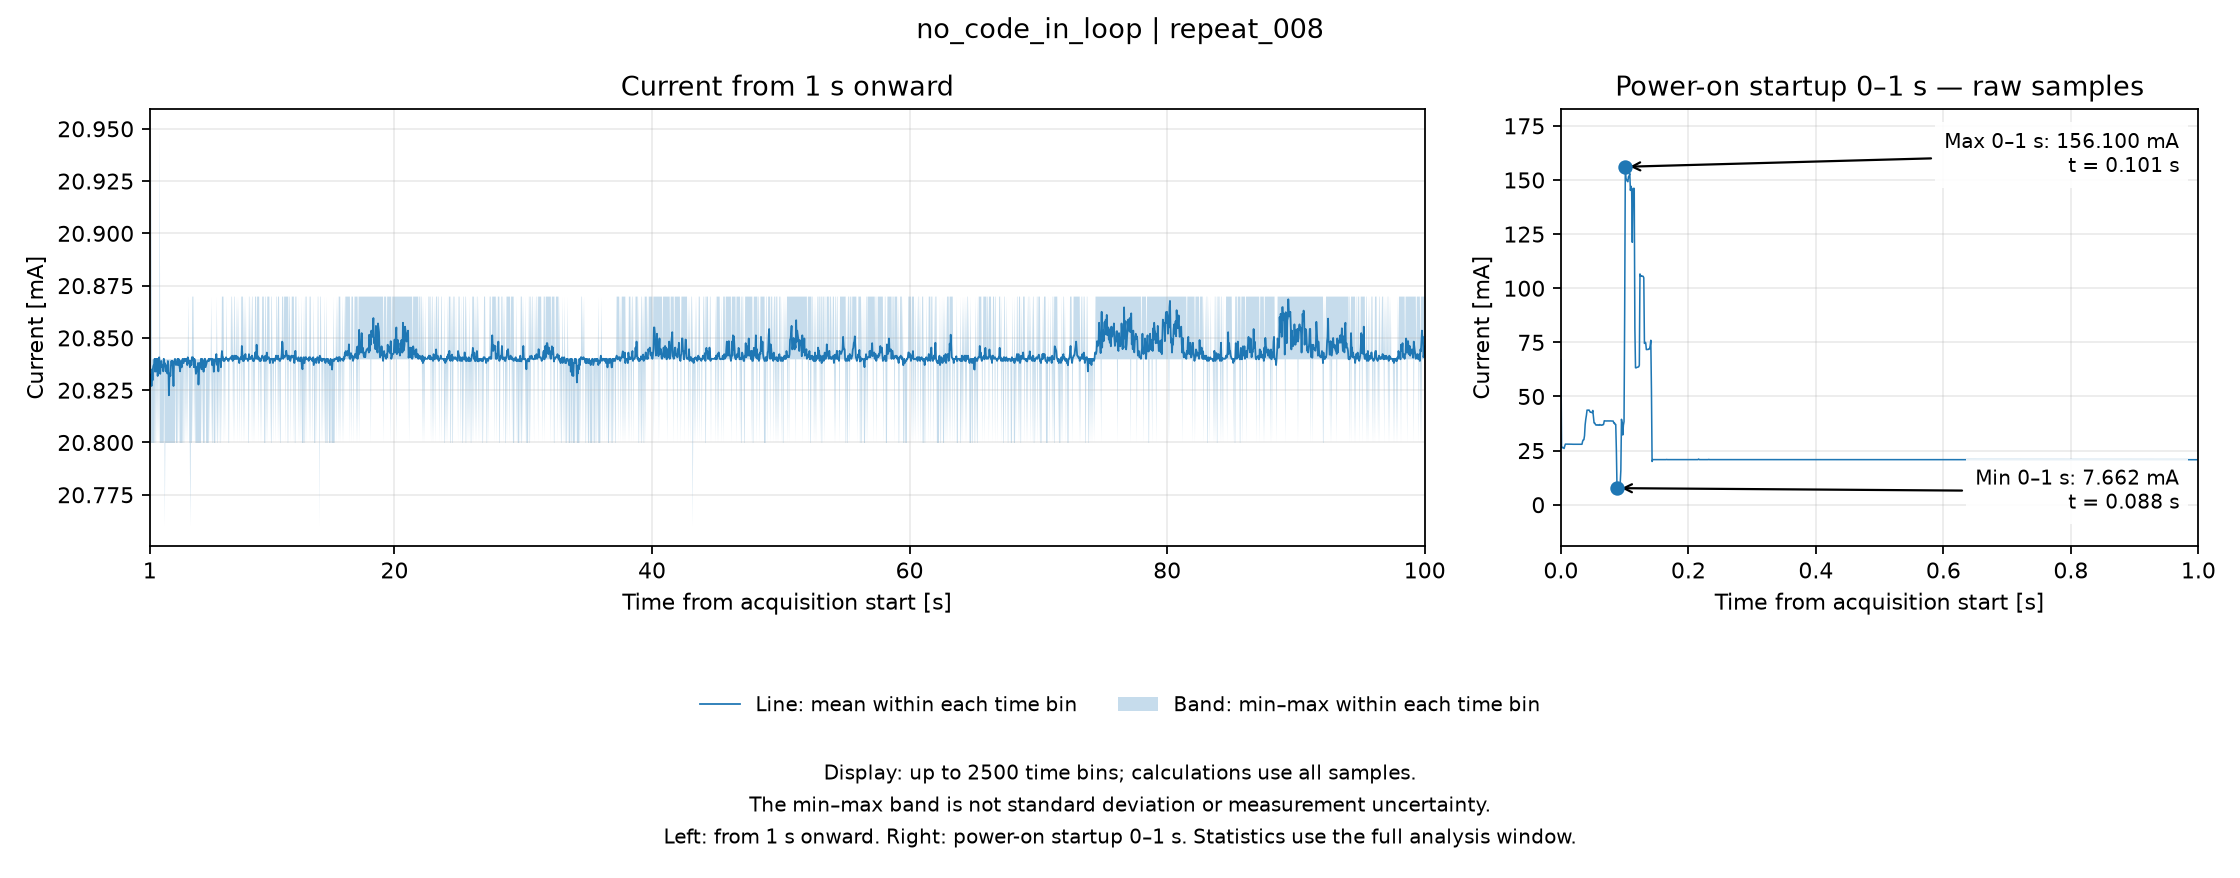 no_code_in_loop | repeat_008
Current from 1 s onward
Power-on startup 0–1 s — raw samples
20.950
20.925
20.900
20.875
20.850
20.825
20.800
20.775
Current [mA]
1
20
40
60
80
100
Time from acquisition start [s]
175
150
125
100
75
50
25
0
Current [mA]
Max 0–1 s: 156.100 mA
t = 0.101 s
Min 0–1 s: 7.662 mA
t = 0.088 s
0.0
0.2
0.4
0.6
0.8
1.0
Time from acquisition start [s]
Line: mean within each time bin
Band: min–max within each time bin
Display: up to 2500 time bins; calculations use all samples.
The min–max band is not standard deviation or measurement uncertainty.
Left: from 1 s onward. Right: power-on startup 0–1 s. Statistics use the full analysis window.